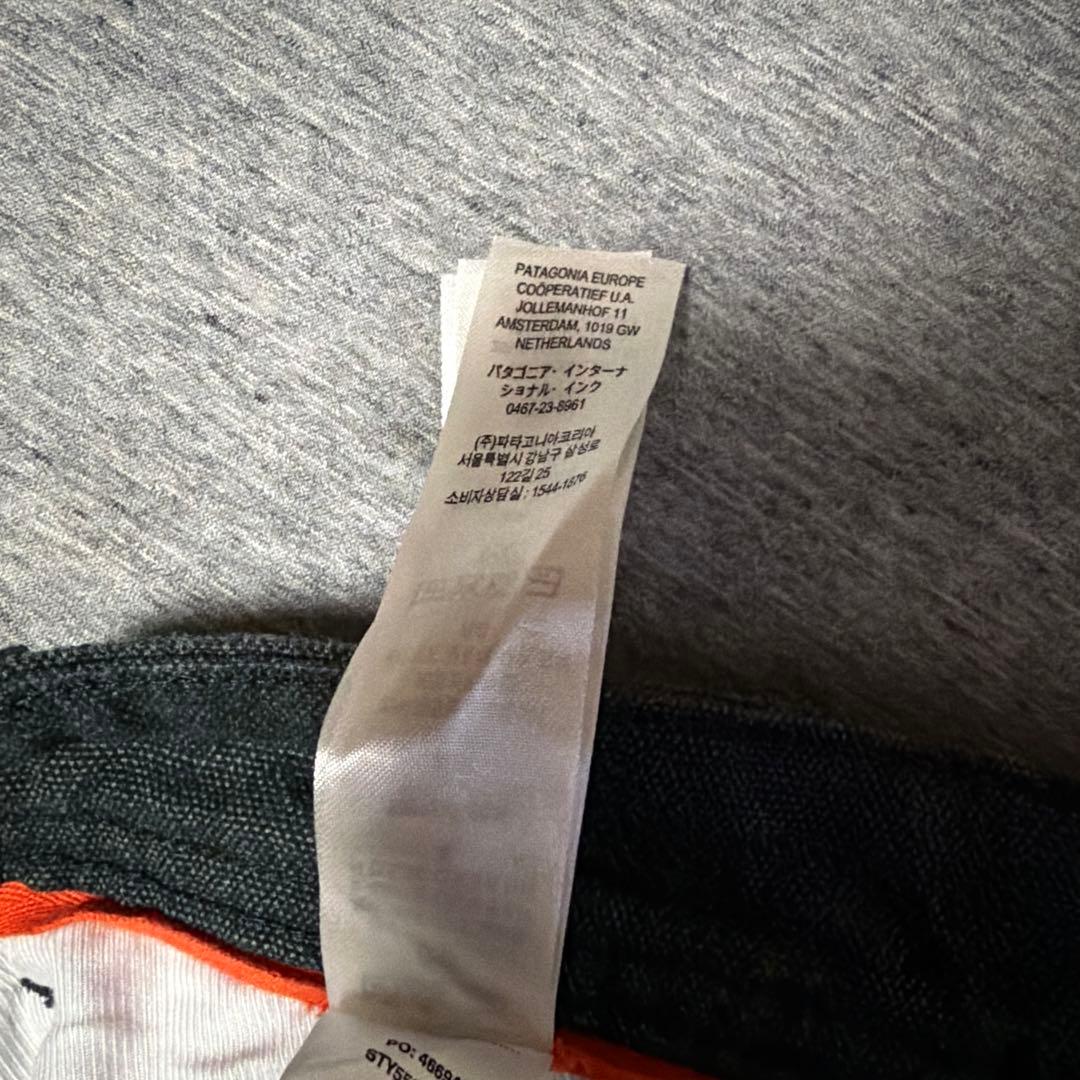 PATAGONIA EUROPE
COÖPERATIEF U.A.
JOLLEMANHOF 11
AMSTERDAM, 1019 GW
NETHERLANDS
パタゴニア・インターナ
ショナル・インク
0467-23-8961
(주)파타고니아코리아
서울특별시 강남구 삼성로
122길 25
소비자상담실 : 1544-1876
PO: 4669
STY55